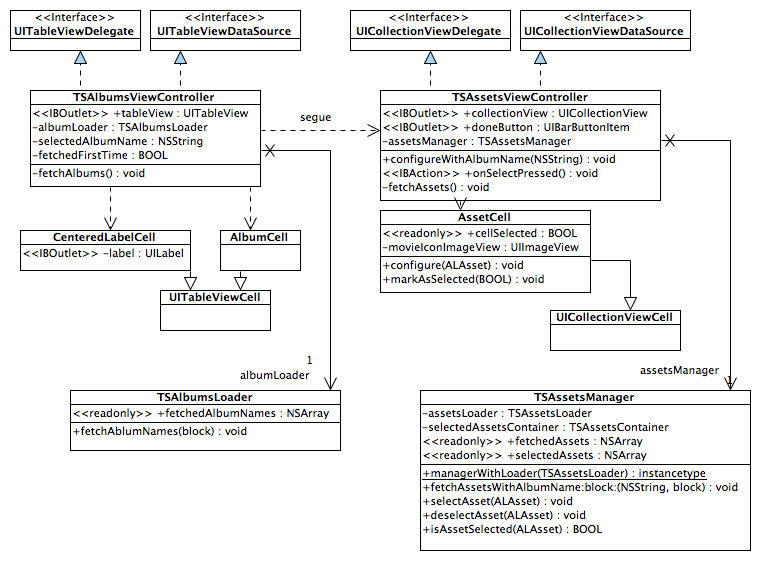 <<Interface>>
UITableViewDelegate
<<Interface>>
UITableViewDataSource
<<Interface>>
UICollectionViewDelegate
<<Interface>>
UICollectionViewDataSource
TSAlbumsViewController
<<IBOutlet>> +tableView : UITableView
-albumLoader : TSAlbumsLoader
-selectedAlbumName : NSString
-fetchedFirstTime : BOOL
-fetchAlbums() : void
segue
TSAssetsViewController
<<IBOutlet>> +collectionView : UICollectionView
<<IBOutlet>> +doneButton : UIBarButtonItem
-assetsManager : TSAssetsManager
+configureWithAlbumName(NSString) : void
<<IBAction>> +onSelectPressed() : void
-fetchAssets() : void
CenteredLabelCell
<<IBOutlet>> -label : UILabel
AlbumCell
UITableViewCell
AssetCell
<<readonly>> +cellSelected : BOOL
-movieIconImageView : UIImageView
+configure(ALAsset) : void
+markAsSelected(BOOL) : void
UICollectionViewCell
1
albumLoader
assetsManager
1
TSAlbumsLoader
<<readonly>> +fetchedAlbumNames : NSArray
+fetchAblumNames(block) : void
TSAssetsManager
-assetsLoader : TSAssetsLoader
-selectedAssetsContainer : TSAssetsContainer
<<readonly>> +fetchedAssets : NSArray
<<readonly>> +selectedAssets : NSArray
+managerWithLoader(TSAssetsLoader) : instancetype
+fetchAssetsWithAlbumName:block:(NSString, block) : void
+selectAsset(ALAsset) : void
+deselectAsset(ALAsset) : void
+isAssetSelected(ALAsset) : BOOL